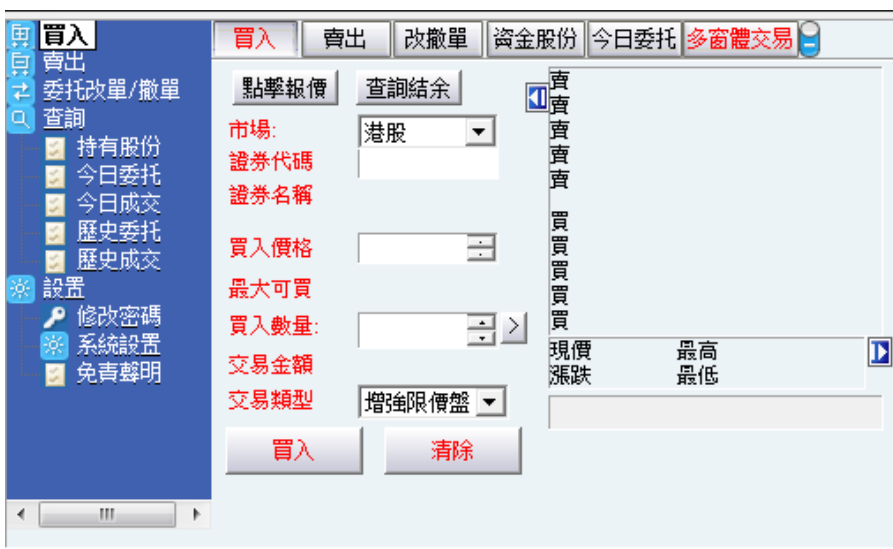 買入
賣出
委托改單/撤單
查詢
持有股份
今日委托
今日成交
歷史委托
歷史成交
設置
修改密碼
系統設置
免責聲明
買入 賣出 改撤單 資金股份 今日委托 多窗體交易
點擊報價 查詢結余
市場: 港股
證券代碼
證券名稱
買入價格
最大可買
買入數量: >
交易金額
交易類型 增強限價盤
買入 清除
賣
賣
賣
賣
賣
買
買
買
買
買
現價 最高
漲跌 最低